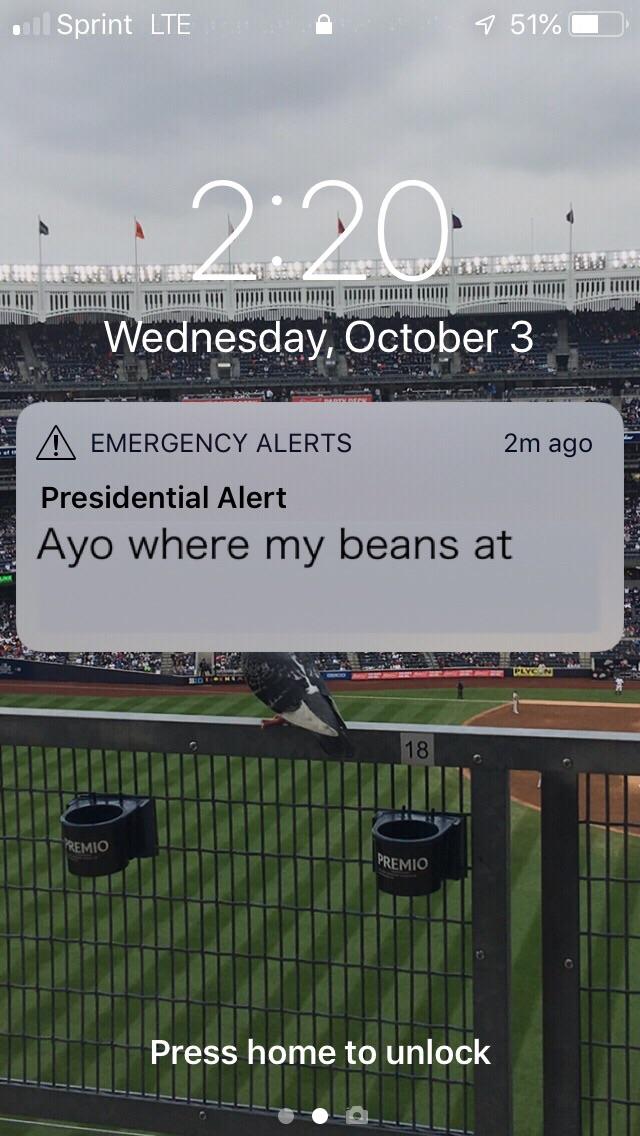 Sprint LTE 51%
2:20
Wednesday, October 3
EMERGENCY ALERTS 2m ago
Presidential Alert
Ayo where my beans at
18
PREMIO
PREMIO
Press home to unlock